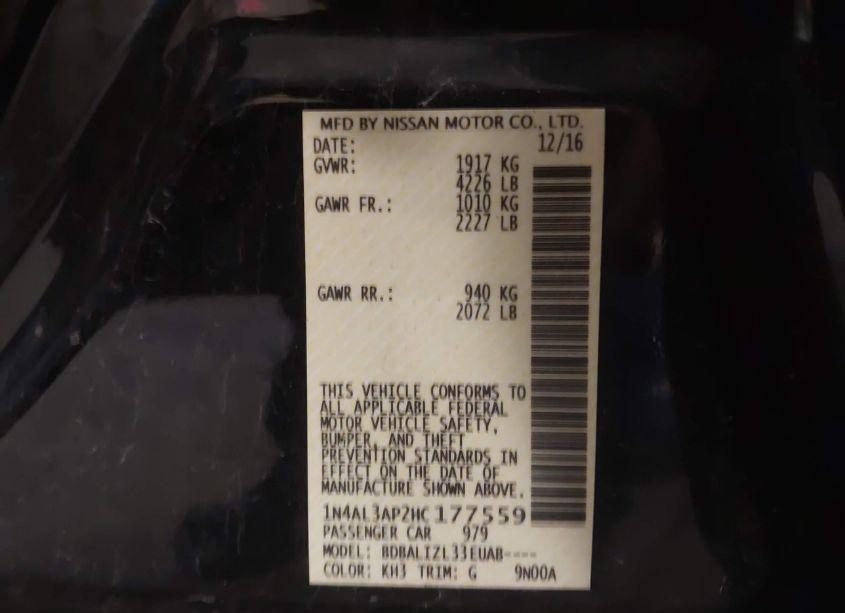 MFD BY NISSAN MOTOR CO., LTD.
DATE: 12/16
GVWR: 1917 KG
4226 LB
GAWR FR.: 1010 KG
2227 LB
GAWR RR.: 940 KG
2072 LB
THIS VEHICLE CONFORMS TO
ALL APPLICABLE FEDERAL
MOTOR VEHICLE SAFETY,
BUMPER, AND THEFT
PREVENTION STANDARDS IN
EFFECT ON THE DATE OF
MANUFACTURE SHOWN ABOVE.
1N4AL3AP2HC177559
PASSENGER CAR 979
MODEL: BDBALIZL33EUAB----
COLOR: KH3 TRIM: G 9N00A